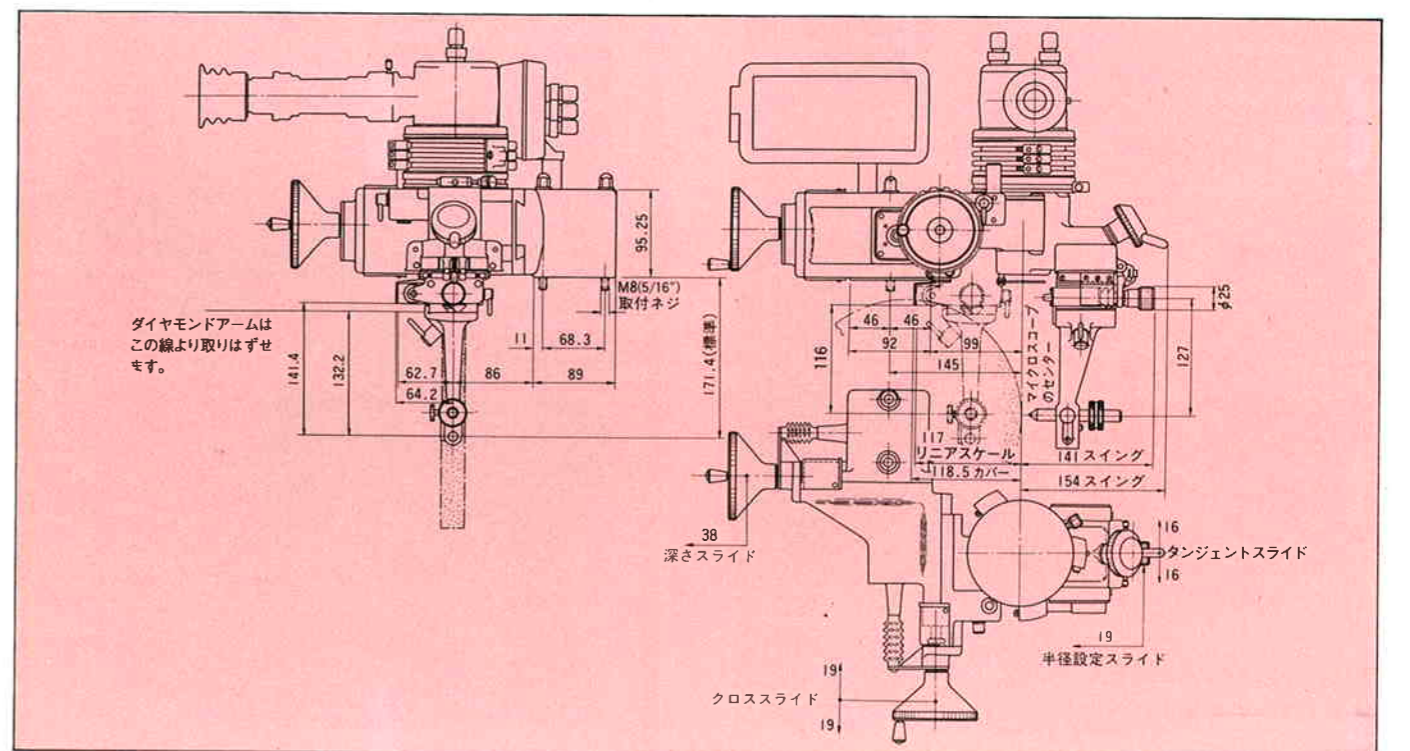 95.25
M8(5/16")
取付ネジ
ダイヤモンドアームは
この線より取りはずせ
ます。
141.4
132.2
11
68.3
62.7
86
89
64.2
171.4(標準)
116
46
46
92
99
145
マイクロスコープ
のセンター
φ25
127
117
リニアスケール
118.5 カバー
141 スイング
154 スイング
38
深さスライド
16
タンジェントスライド
16
19
半径設定スライド
19
クロススライド
19